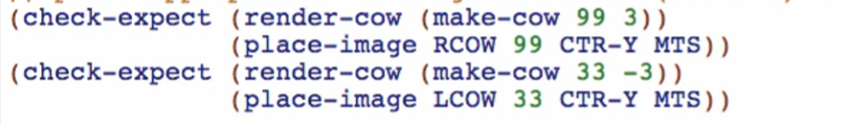 (check-expect (render-cow (make-cow 99 3))
(place-image RCOW 99 CTR-Y MTS))
(check-expect (render-cow (make-cow 33 -3))
(place-image LCOW 33 CTR-Y MTS))